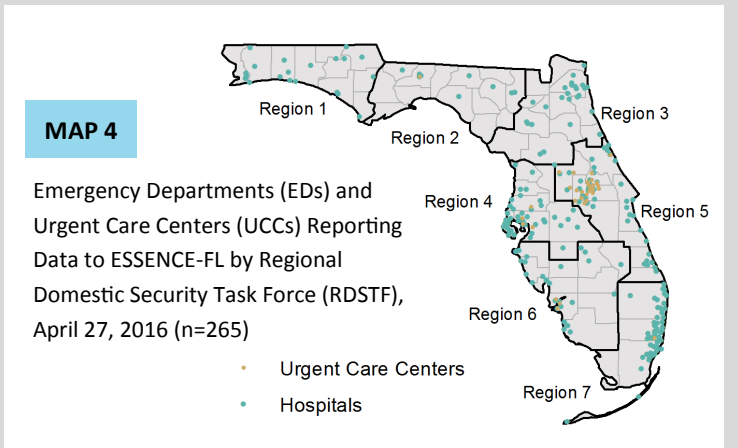 MAP 4
Emergency Departments (EDs) and
Urgent Care Centers (UCCs) Reporting
Data to ESSENCE-FL by Regional
Domestic Security Task Force (RDSTF),
April 27, 2016 (n=265)
Region 1
Region 2
Region 3
Region 4
Region 5
Region 6
Region 7
Urgent Care Centers
Hospitals